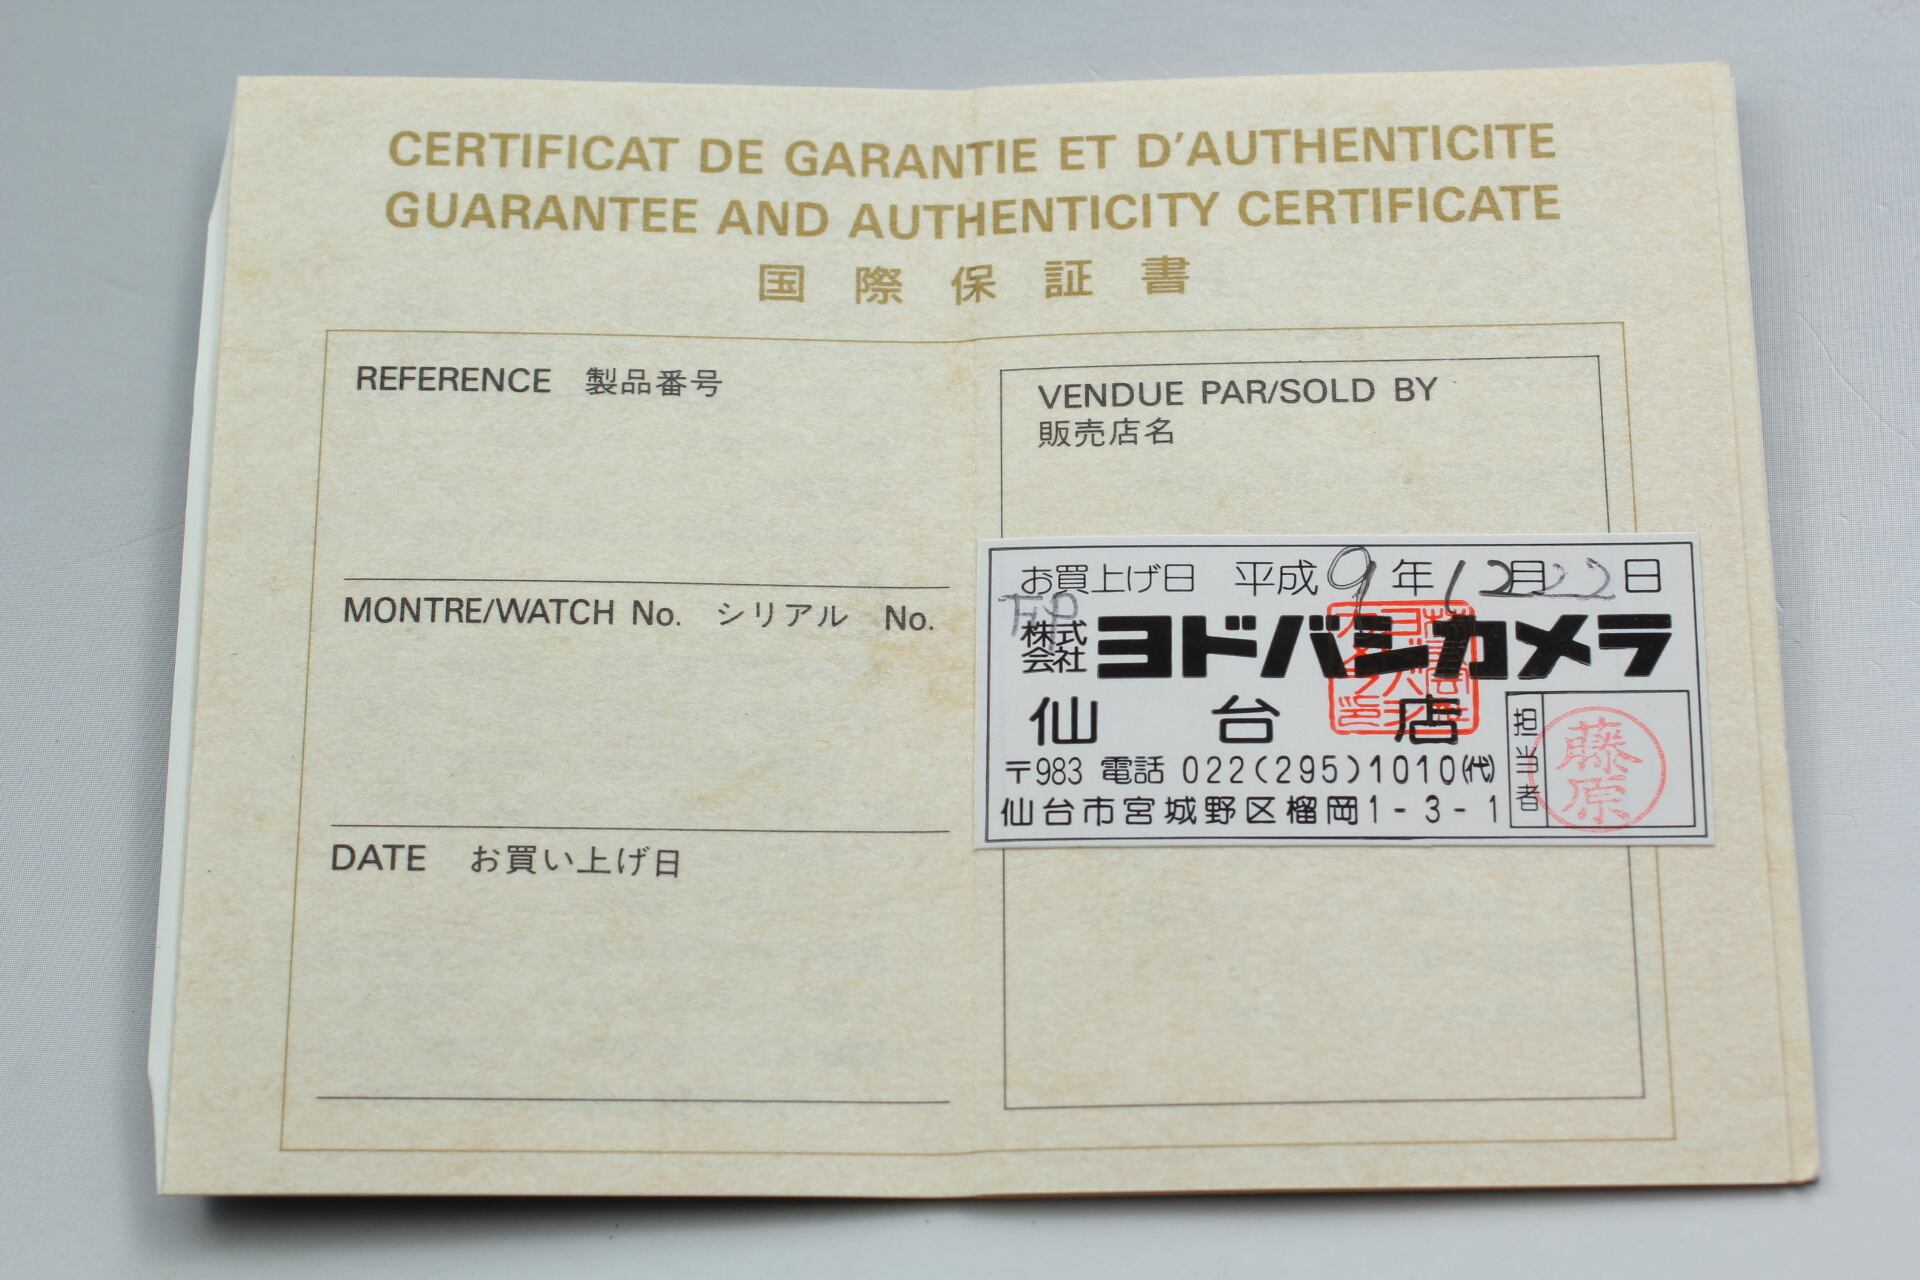 CERTIFICAT DE GARANTIE ET D'AUTHENTICITE
GUARANTEE AND AUTHENTICITY CERTIFICATE
国際保証書
REFERENCE 製品番号
MONTRE/WATCH No. シリアル No.
DATE お買い上げ日
VENDUE PAR/SOLD BY
販売店名
お買上げ日 平成9年12月22日
株式会社 ヨドバシカメラ
仙台店
〒983 電話 022(295)1010(代)
仙台市宮城野区榴岡1-3-1
担当者
藤原